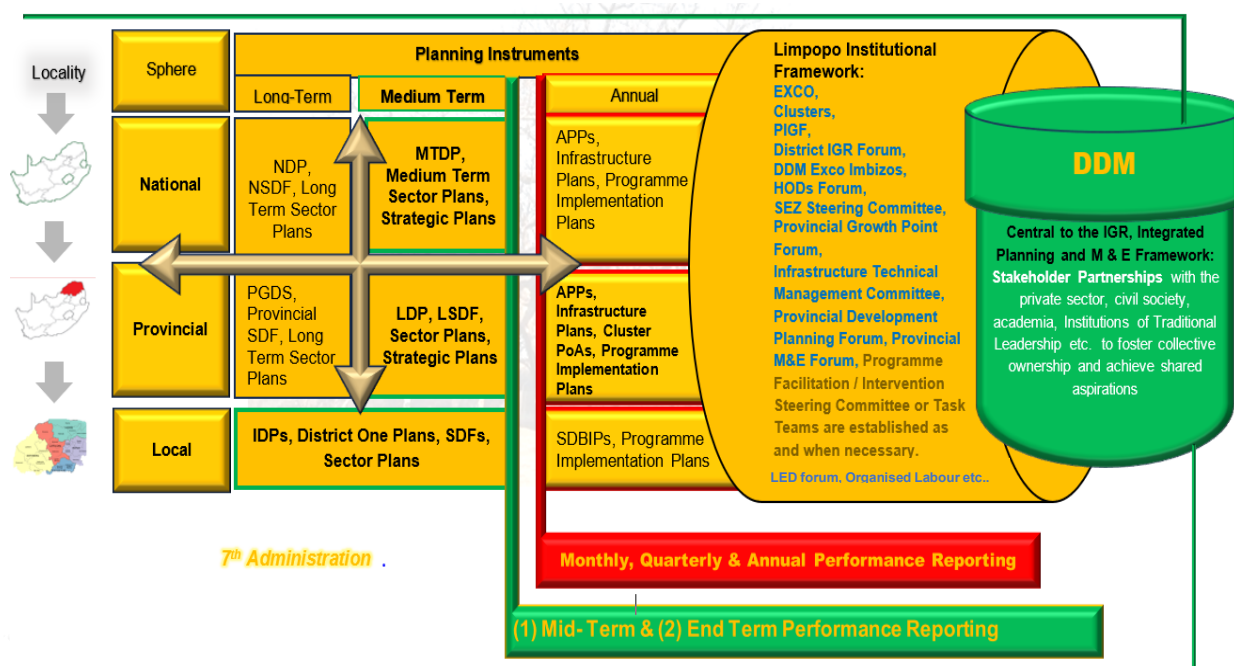 Locality
Sphere
Planning Instruments
Long-Term
Medium Term
Annual
National
NDP,
NSDF, Long
Term Sector
Plans
MTDP,
Medium Term
Sector Plans,
Strategic Plans
APPs,
Infrastructure
Plans, Programme
Implementation
Plans
Provincial
PGDS,
Provincial
SDF, Long
Term Sector
Plans
LDP, LSDF,
Sector Plans,
Strategic Plans
APPs,
Infrastructure
Plans, Cluster
PoAs, Programme
Implementation
Plans
Local
IDPs, District One Plans, SDFs,
Sector Plans
SDBIPs, Programme
Implementation Plans
Limpopo Institutional
Framework:
EXCO,
Clusters,
PIGF,
District IGR Forum,
DDM Exco Imbizos,
HODs Forum,
SEZ Steering Committee,
Provincial Growth Point
Forum,
Infrastructure Technical
Management Committee,
Provincial Development
Planning Forum, Provincial
M&E Forum, Programme
Facilitation / Intervention
Steering Committee or Task
Teams are established as
and when necessary.
LED forum, Organised Labour etc..
DDM
Central to the IGR, Integrated
Planning and M & E Framework:
Stakeholder Partnerships with the
private sector, civil society,
academia, Institutions of Traditional
Leadership etc. to foster collective
ownership and achieve shared
aspirations
7th Administration .
Monthly, Quarterly & Annual Performance Reporting
(1) Mid- Term & (2) End Term Performance Reporting